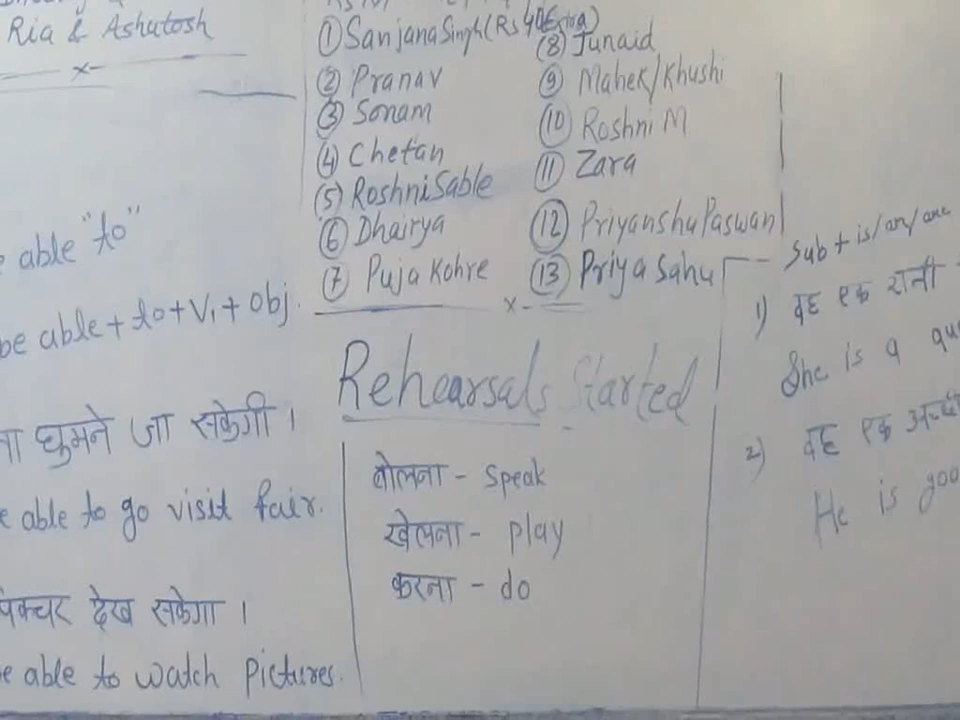 Ria & Ashutosh
able "to"
be able + to + V₁ + Obj.
घुमने जा सकेगी ।
able to go visit fair.
देख सकेगा ।
able to watch pictures.
① Sanjana Singh (Rs
② Pranav
③ Sonam
④ Chetan
(5) Roshni Sable
⑥ Dhairya
⑦ Puja Kohre
(8) Junaid
⑨ Mahek/Khushi
⑩ Roshni M
⑪ Zara
⑫ Priyanshu Paswan
⑬ Priya Sahu
Rehearsals Started
बोलना - Speak
खेलना - play
करना - do
Sub + is/am/are
1) वह एक रानी
She is a
2) वह एक
He is